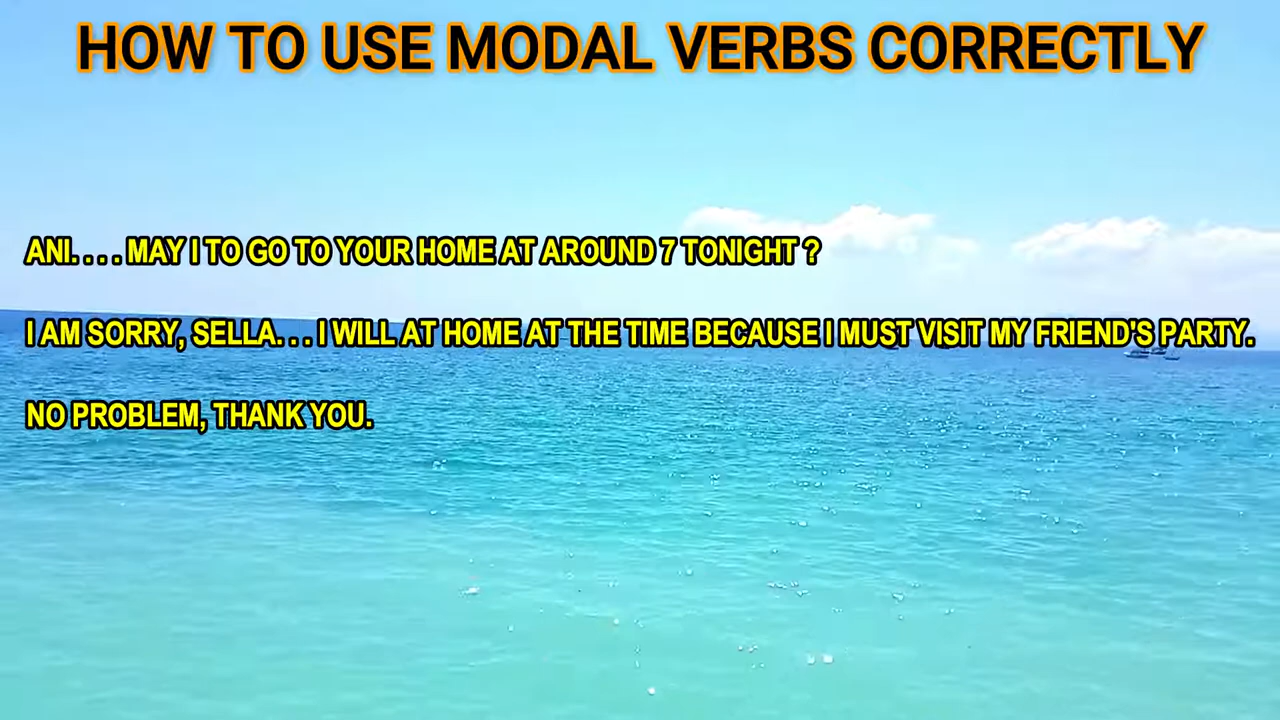 HOW TO USE MODAL VERBS CORRECTLY
ANI. . . . MAY I TO GO TO YOUR HOME AT AROUND 7 TONIGHT ?
I AM SORRY, SELLA. . . I WILL AT HOME AT THE TIME BECAUSE I MUST VISIT MY FRIEND'S PARTY.
NO PROBLEM, THANK YOU.